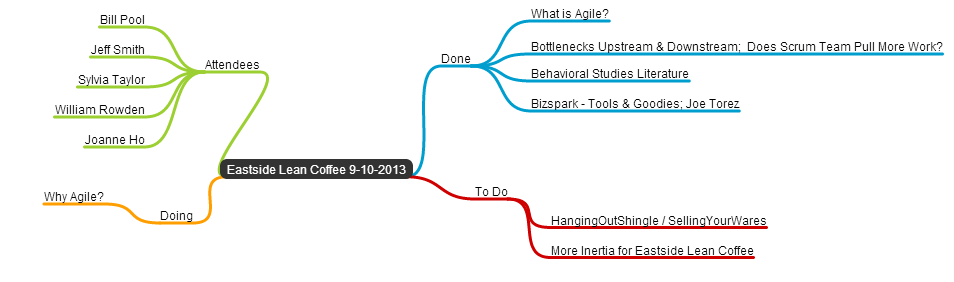 Eastside Lean Coffee 9-10-2013
Attendees
Bill Pool
Jeff Smith
Sylvia Taylor
William Rowden
Joanne Ho
Doing
Why Agile?
Done
What is Agile?
Bottlenecks Upstream & Downstream;  Does Scrum Team Pull More Work?
Behavioral Studies Literature
Bizspark - Tools & Goodies; Joe Torez
To Do
HangingOutShingle / SellingYourWares
More Inertia for Eastside Lean Coffee